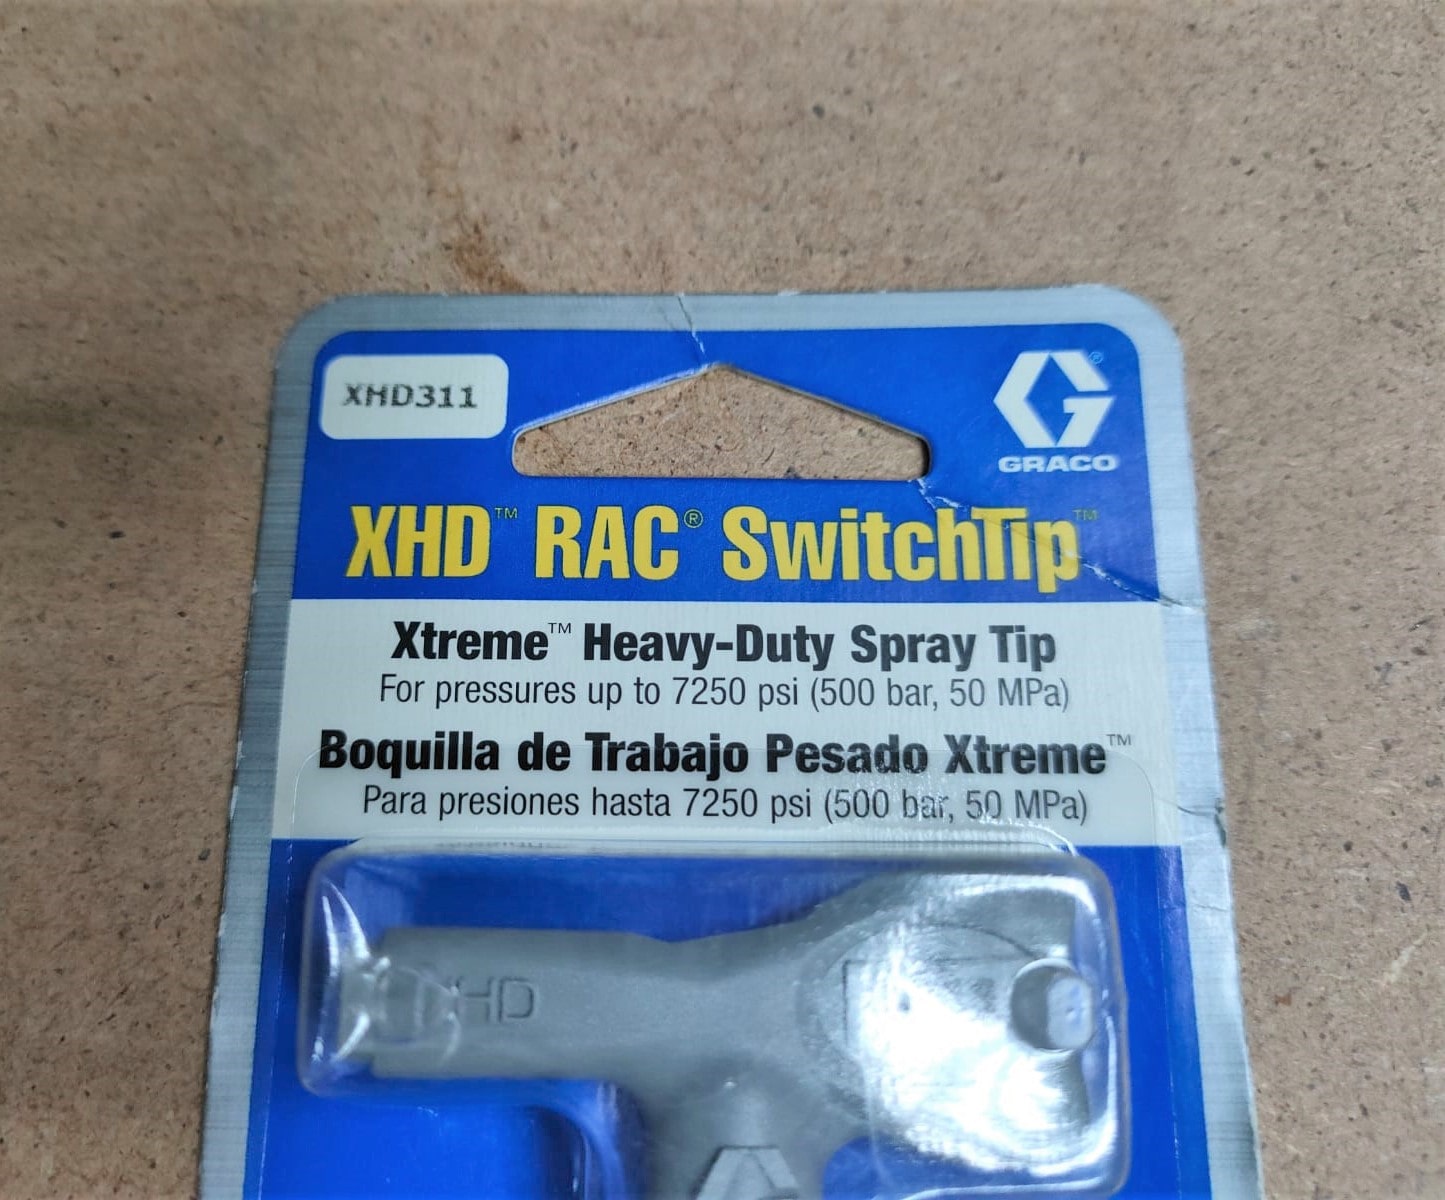 XHD311
GRACO
XHD™ RAC® SwitchTip™
Xtreme™ Heavy-Duty Spray Tip
For pressures up to 7250 psi (500 bar, 50 MPa)
Boquilla de Trabajo Pesado Xtreme™
Para presiones hasta 7250 psi (500 bar, 50 MPa)
HD